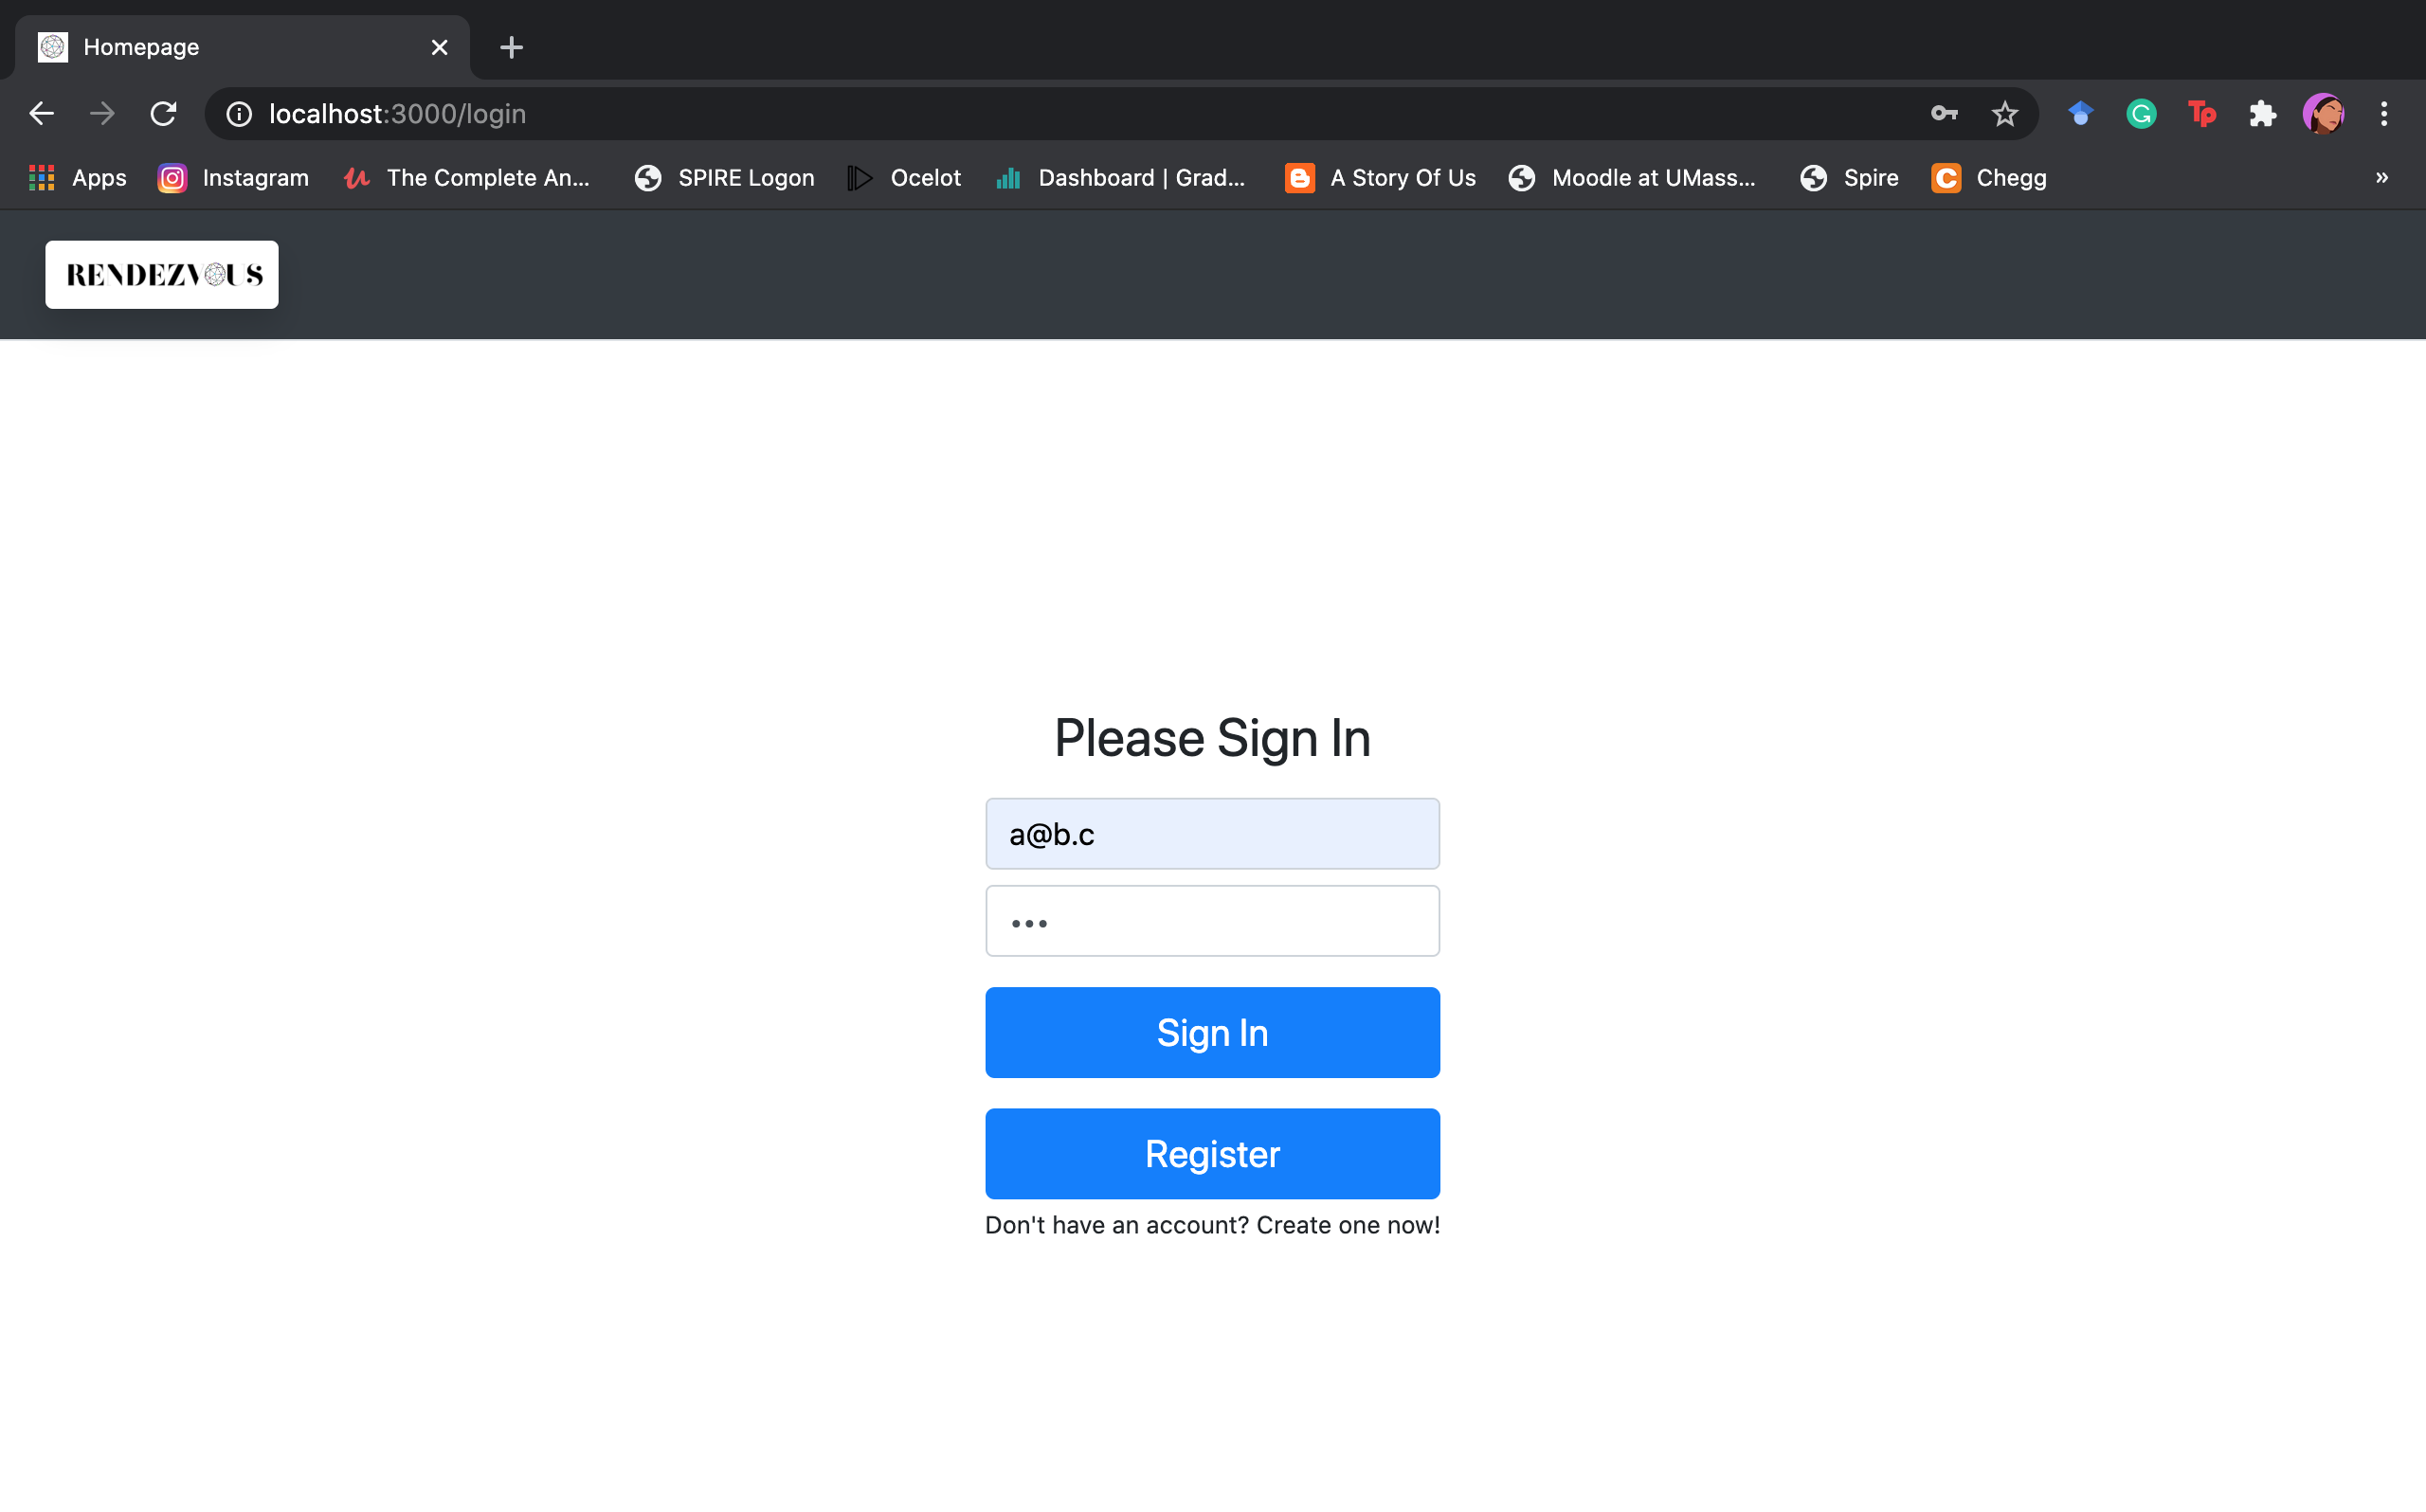 Homepage
localhost:3000/login
Apps Instagram The Complete An... SPIRE Logon Ocelot Dashboard | Grad... A Story Of Us Moodle at UMass... Spire Chegg »
RENDEZVOUS
Please Sign In
a@b.c
•••
Sign In
Register
Don't have an account? Create one now!